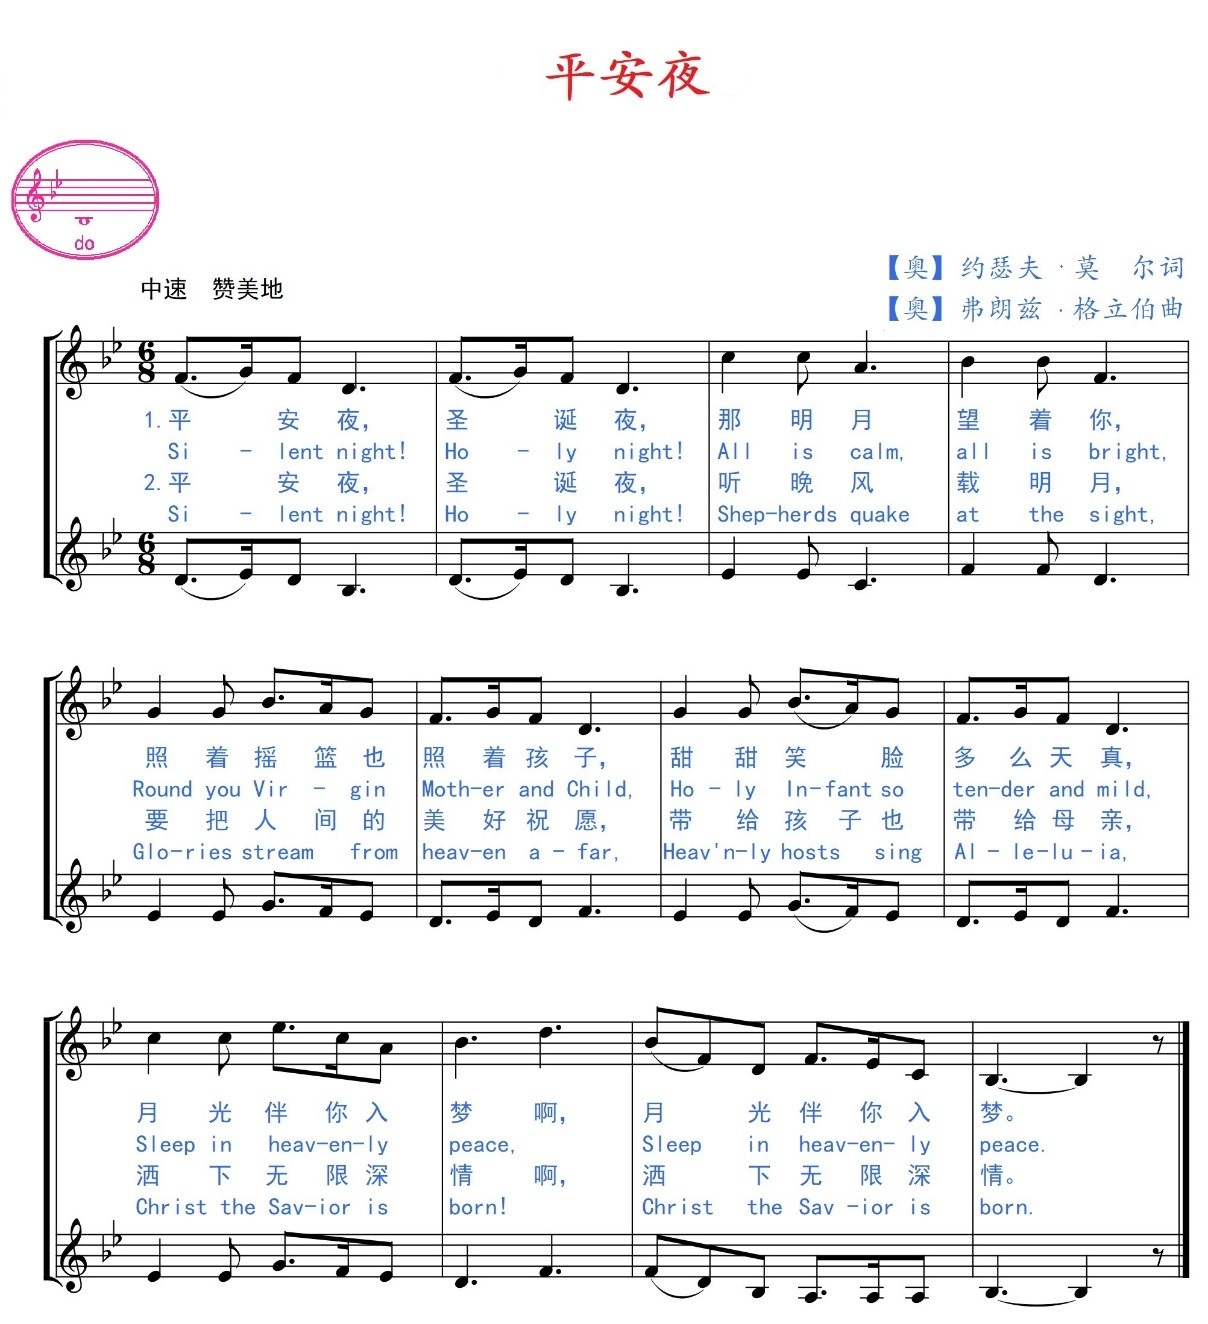 平安夜
do
【奥】约瑟夫·莫　尔词
中速　赞美地
【奥】弗朗兹·格立伯曲
6 8
1.平 安 夜， 圣 诞 夜， 那 明 月 望 着 你，
Si - lent night! Ho - ly night! All is calm, all is bright,
2.平 安 夜， 圣 诞 夜， 听 晚 风 载 明 月，
Si - lent night! Ho - ly night! Shep-herds quake at the sight,
6 8
照 着 摇 篮 也 照 着 孩 子， 甜 甜 笑 脸 多 么 天 真，
Round you Vir - gin Moth-er and Child, Ho - ly In-fant so ten-der and mild,
要 把 人 间 的 美 好 祝 愿， 带 给 孩 子 也 带 给 母 亲，
Glo-ries stream from heav-en a - far, Heav'n-ly hosts sing Al - le-lu-ia,
月 光 伴 你 入 梦 啊， 月 光 伴 你 入 梦。
Sleep in heav-en-ly peace, Sleep in heav-en- ly peace.
洒 下 无 限 深 情 啊， 洒 下 无 限 深 情。
Christ the Sav-ior is born! Christ the Sav -ior is born.